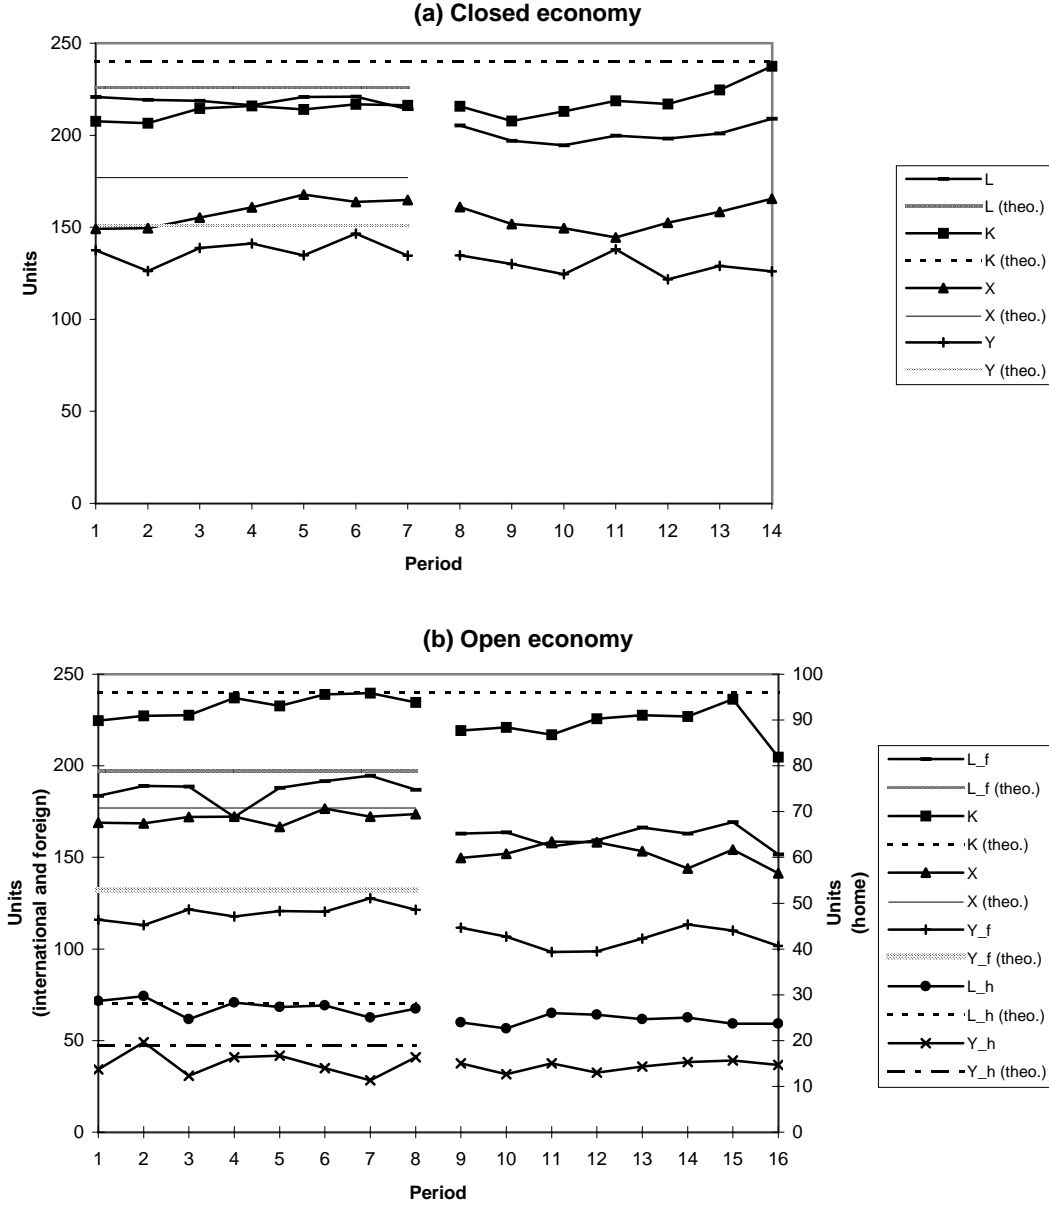 (a) Closed economy
250
200
150
100
50
0
Units
1 2 3 4 5 6 7 8 9 10 11 12 13 14
Period
L
L (theo.)
K
K (theo.)
X
X (theo.)
Y
Y (theo.)
(b) Open economy
250
200
150
100
50
0
Units
(international and foreign)
100
90
80
70
60
50
40
30
20
10
0
Units
(home)
1 2 3 4 5 6 7 8 9 10 11 12 13 14 15 16
Period
L_f
L_f (theo.)
K
K (theo.)
X
X (theo.)
Y_f
Y_f (theo.)
L_h
L_h (theo.)
Y_h
Y_h (theo.)